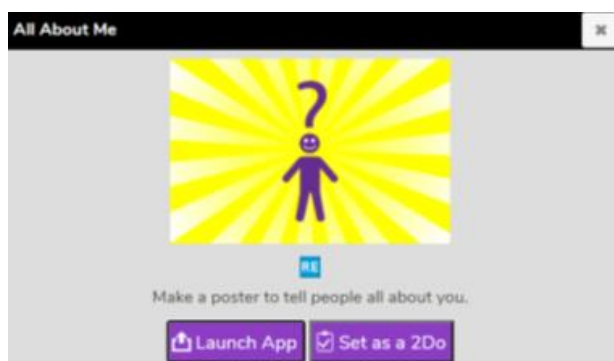 All About Me
?
RE
Make a poster to tell people all about you.
Launch App
Set as a 2Do